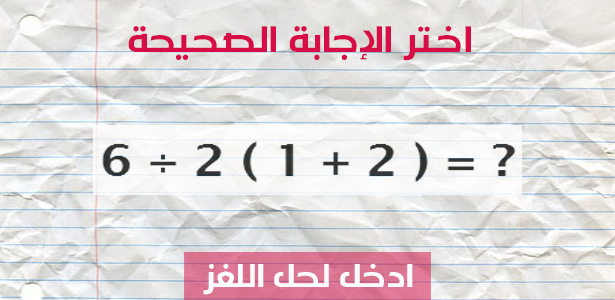 اختر الإجابة الصحيحة
6 ÷ 2 ( 1 + 2 ) = ?
ادخل لحل اللغز